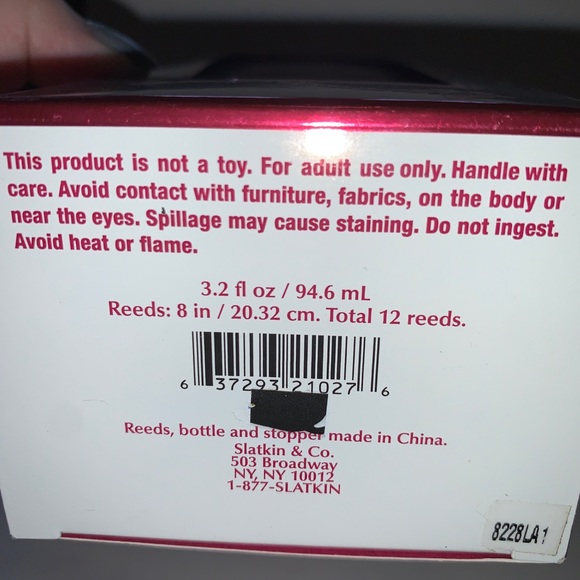 This product is not a toy. For adult use only. Handle with
care. Avoid contact with furniture, fabrics, on the body or
near the eyes. Spillage may cause staining. Do not ingest.
Avoid heat or flame.
3.2 fl oz / 94.6 mL
Reeds: 8 in / 20.32 cm. Total 12 reeds.
6 37293 21027 6
Reeds, bottle and stopper made in China.
Slatkin & Co.
503 Broadway
NY, NY 10012
1-877-SLATKIN
8228LA1